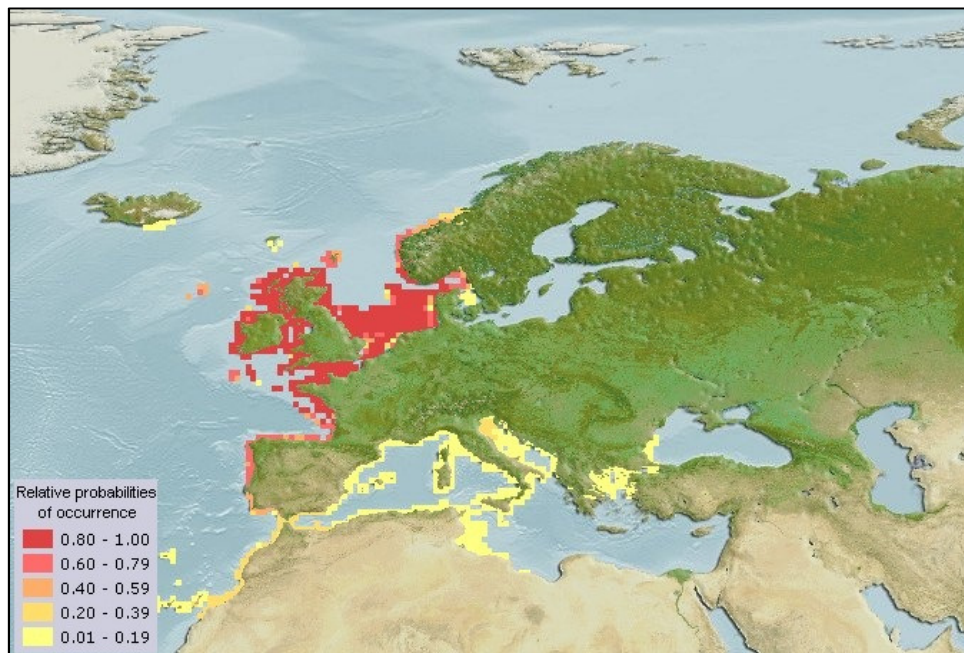 Relative probabilities
of occurrence
0.80 - 1.00
0.60 - 0.79
0.40 - 0.59
0.20 - 0.39
0.01 - 0.19